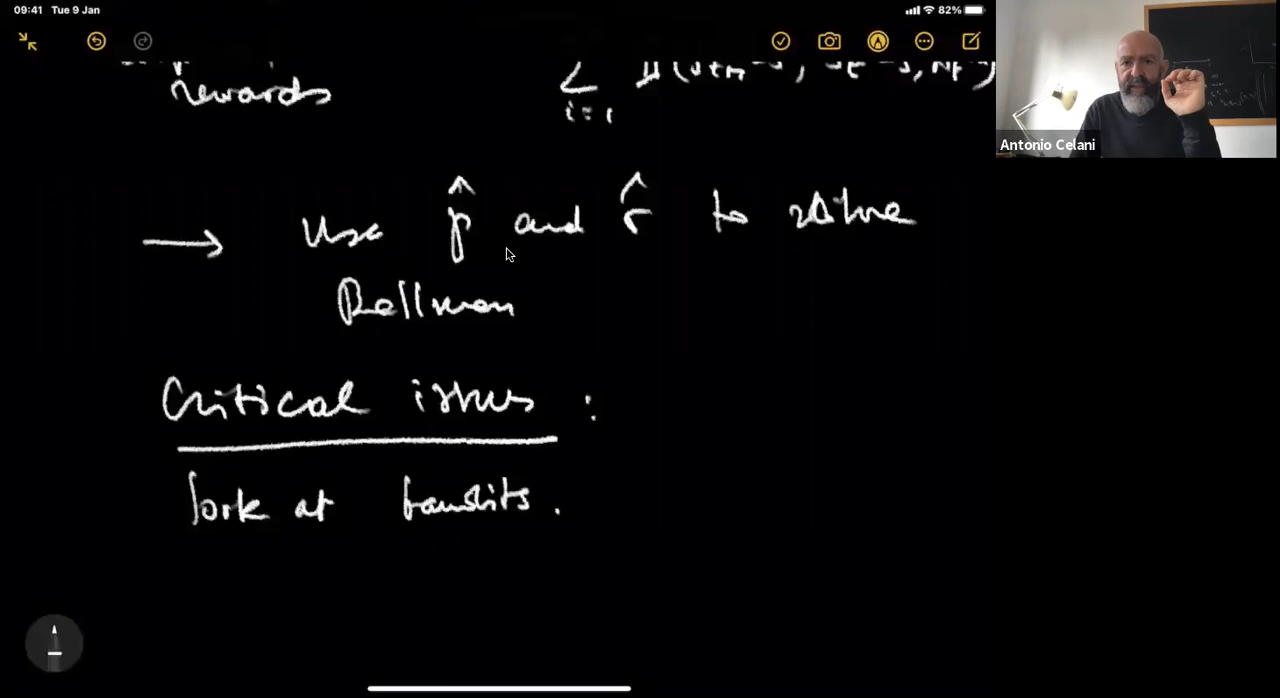 09:41 Tue 9 Jan
82%
Antonio Celani
rewards
i=1
→ Use p̂ and r̂ to solve
Bellman
Critical issues :
look at bandits.